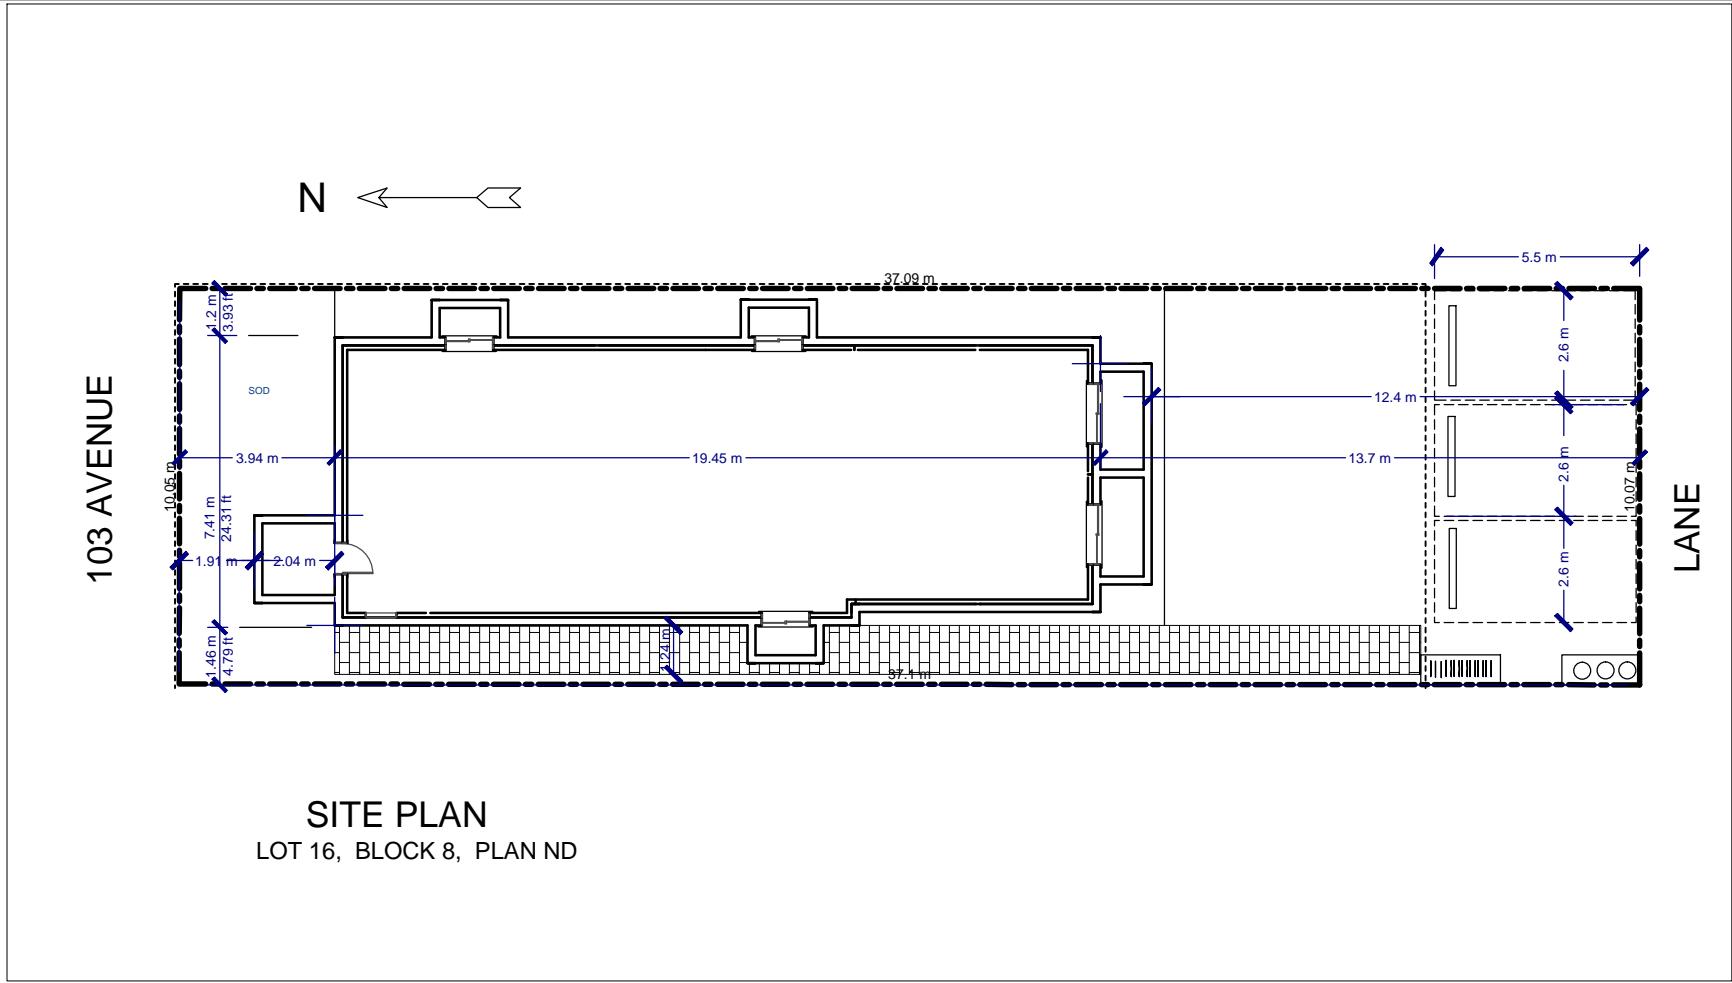 N
5.5 m
37.09 m
1.2 m
3.93 ft
2.6 m
SOD
12.4 m
103 AVENUE
3.94 m
19.45 m
13.7 m
10.05 m
2.6 m
10.07 m
LANE
7.41 m
24.31 ft
1.91 m
2.04 m
2.6 m
1.46 m
4.79 ft
1.24 m
37.1 m
SITE PLAN
LOT 16, BLOCK 8, PLAN ND